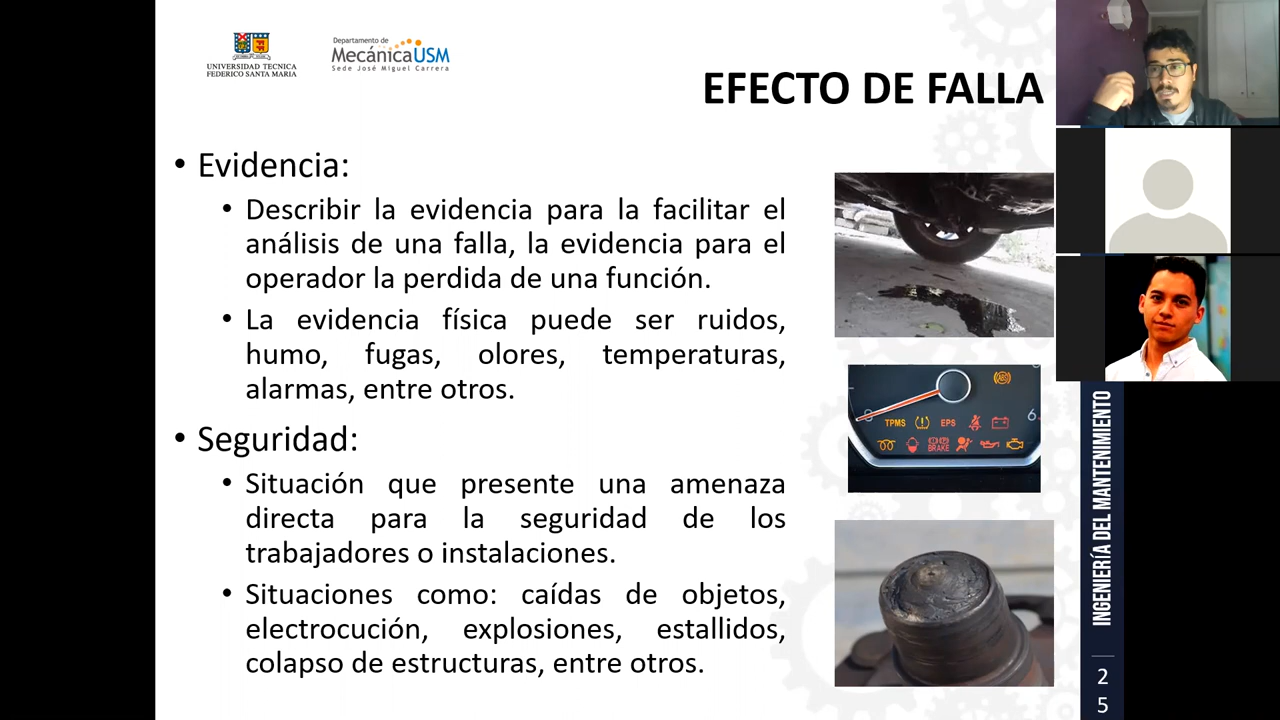 UNIVERSIDAD TECNICA
FEDERICO SANTA MARIA
Departamento de
MecánicaUSM
Sede José Miguel Carrera
EFECTO DE FALLA
• Evidencia:
• Describir la evidencia para la facilitar el
análisis de una falla, la evidencia para el
operador la perdida de una función.
• La evidencia física puede ser ruidos,
humo, fugas, olores, temperaturas,
alarmas, entre otros.
• Seguridad:
• Situación que presente una amenaza
directa para la seguridad de los
trabajadores o instalaciones.
• Situaciones como: caídas de objetos,
electrocución, explosiones, estallidos,
colapso de estructuras, entre otros.
ABS
6
TPMS
EPS
BRAKE
INGENIERÍA DEL MANTENIMIENTO
2
5